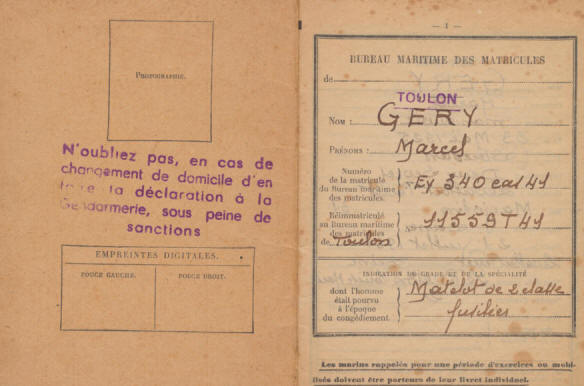 PHOTOGRAPHIE.
N'oubliez pas, en cas de
changement de domicile d'en
faire la déclaration à la
Gendarmerie, sous peine de
sanctions
EMPREINTES DIGITALES.
POUCE GAUCHE. POUCE DROIT.
— 1 —
BUREAU MARITIME DES MATRICULES
de
TOULON
NOM : GERY
PRÉNOMS : Marcel
Numéro
de la matricule
du Bureau maritime
des matricules.
Ex 340 cat 41
Réimmatriculé
au Bureau maritime
des matricules
de Toulon
11559T41
INDICATION DU GRADE ET DE LA SPÉCIALITÉ
dont l'homme
était pourvu
à l'époque
du congédiement.
Matelot de 2 classe
fusilier
Les marins rappelés pour une période d'exercices ou mobi-
lisés doivent être porteurs de leur livret individuel.